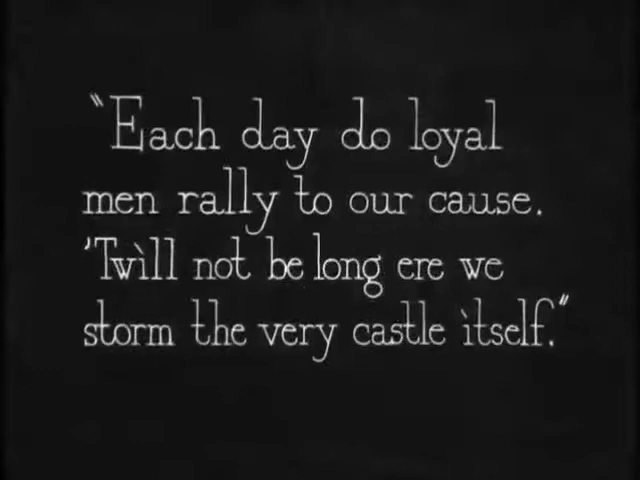 "Each day do loyal
men rally to our cause.
'Twill not be long ere we
storm the very castle itself."